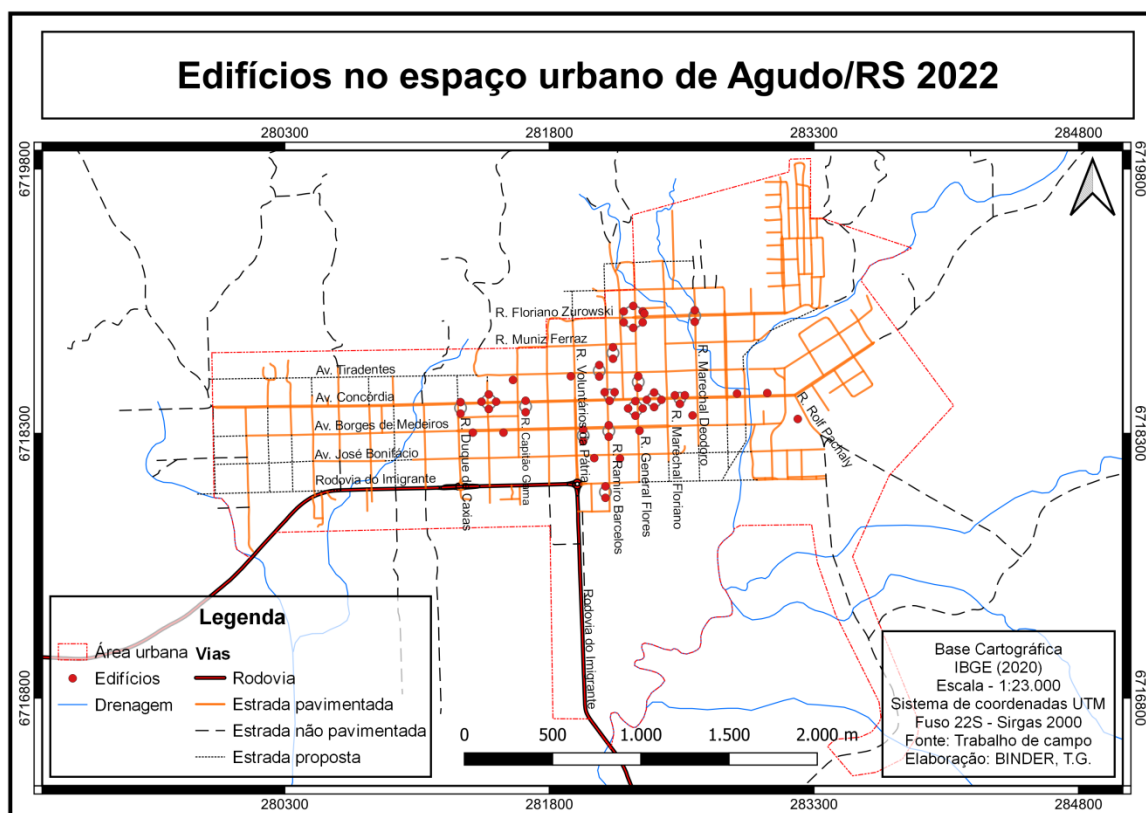 Edifícios no espaço urbano de Agudo/RS 2022
280300
281800
283300
284800
6719800
6719800
R. Floriano Zurowski
R. Muniz Ferraz
Av. Tiradentes
Av. Concórdia
Av. Borges de Medeiros
Av. José Bonifácio
Rodovia do Imigrante
R. Duque de Caxias
R. Capitão Gama
R. Voluntários da Pátria
R. Ramiro Barcelos
R. General Flores
R. Marechal Floriano
R. Marechal Deodoro
R. Rolf Pachaly
Rodovia do Imigrante
6718300
6718300
6716800
6716800
Legenda
Área urbana
Edifícios
Drenagem
Vias
Rodovia
Estrada pavimentada
Estrada não pavimentada
Estrada proposta
0
500
1.000
1.500
2.000 m
Base Cartográfica
IBGE (2020)
Escala - 1:23.000
Sistema de coordenadas UTM
Fuso 22S - Sirgas 2000
Fonte: Trabalho de campo
Elaboração: BINDER, T.G.
280300
281800
283300
284800